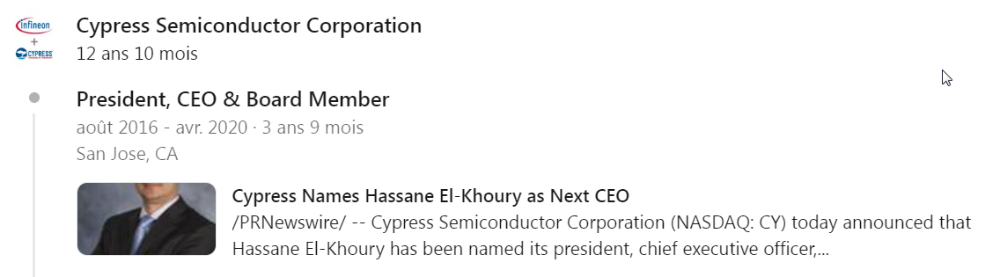 infineon
+
CYPRESS
Cypress Semiconductor Corporation
12 ans 10 mois
President, CEO & Board Member
août 2016 - avr. 2020 · 3 ans 9 mois
San Jose, CA
Cypress Names Hassane El-Khoury as Next CEO
/PRNewswire/ -- Cypress Semiconductor Corporation (NASDAQ: CY) today announced that
Hassane El-Khoury has been named its president, chief executive officer,...